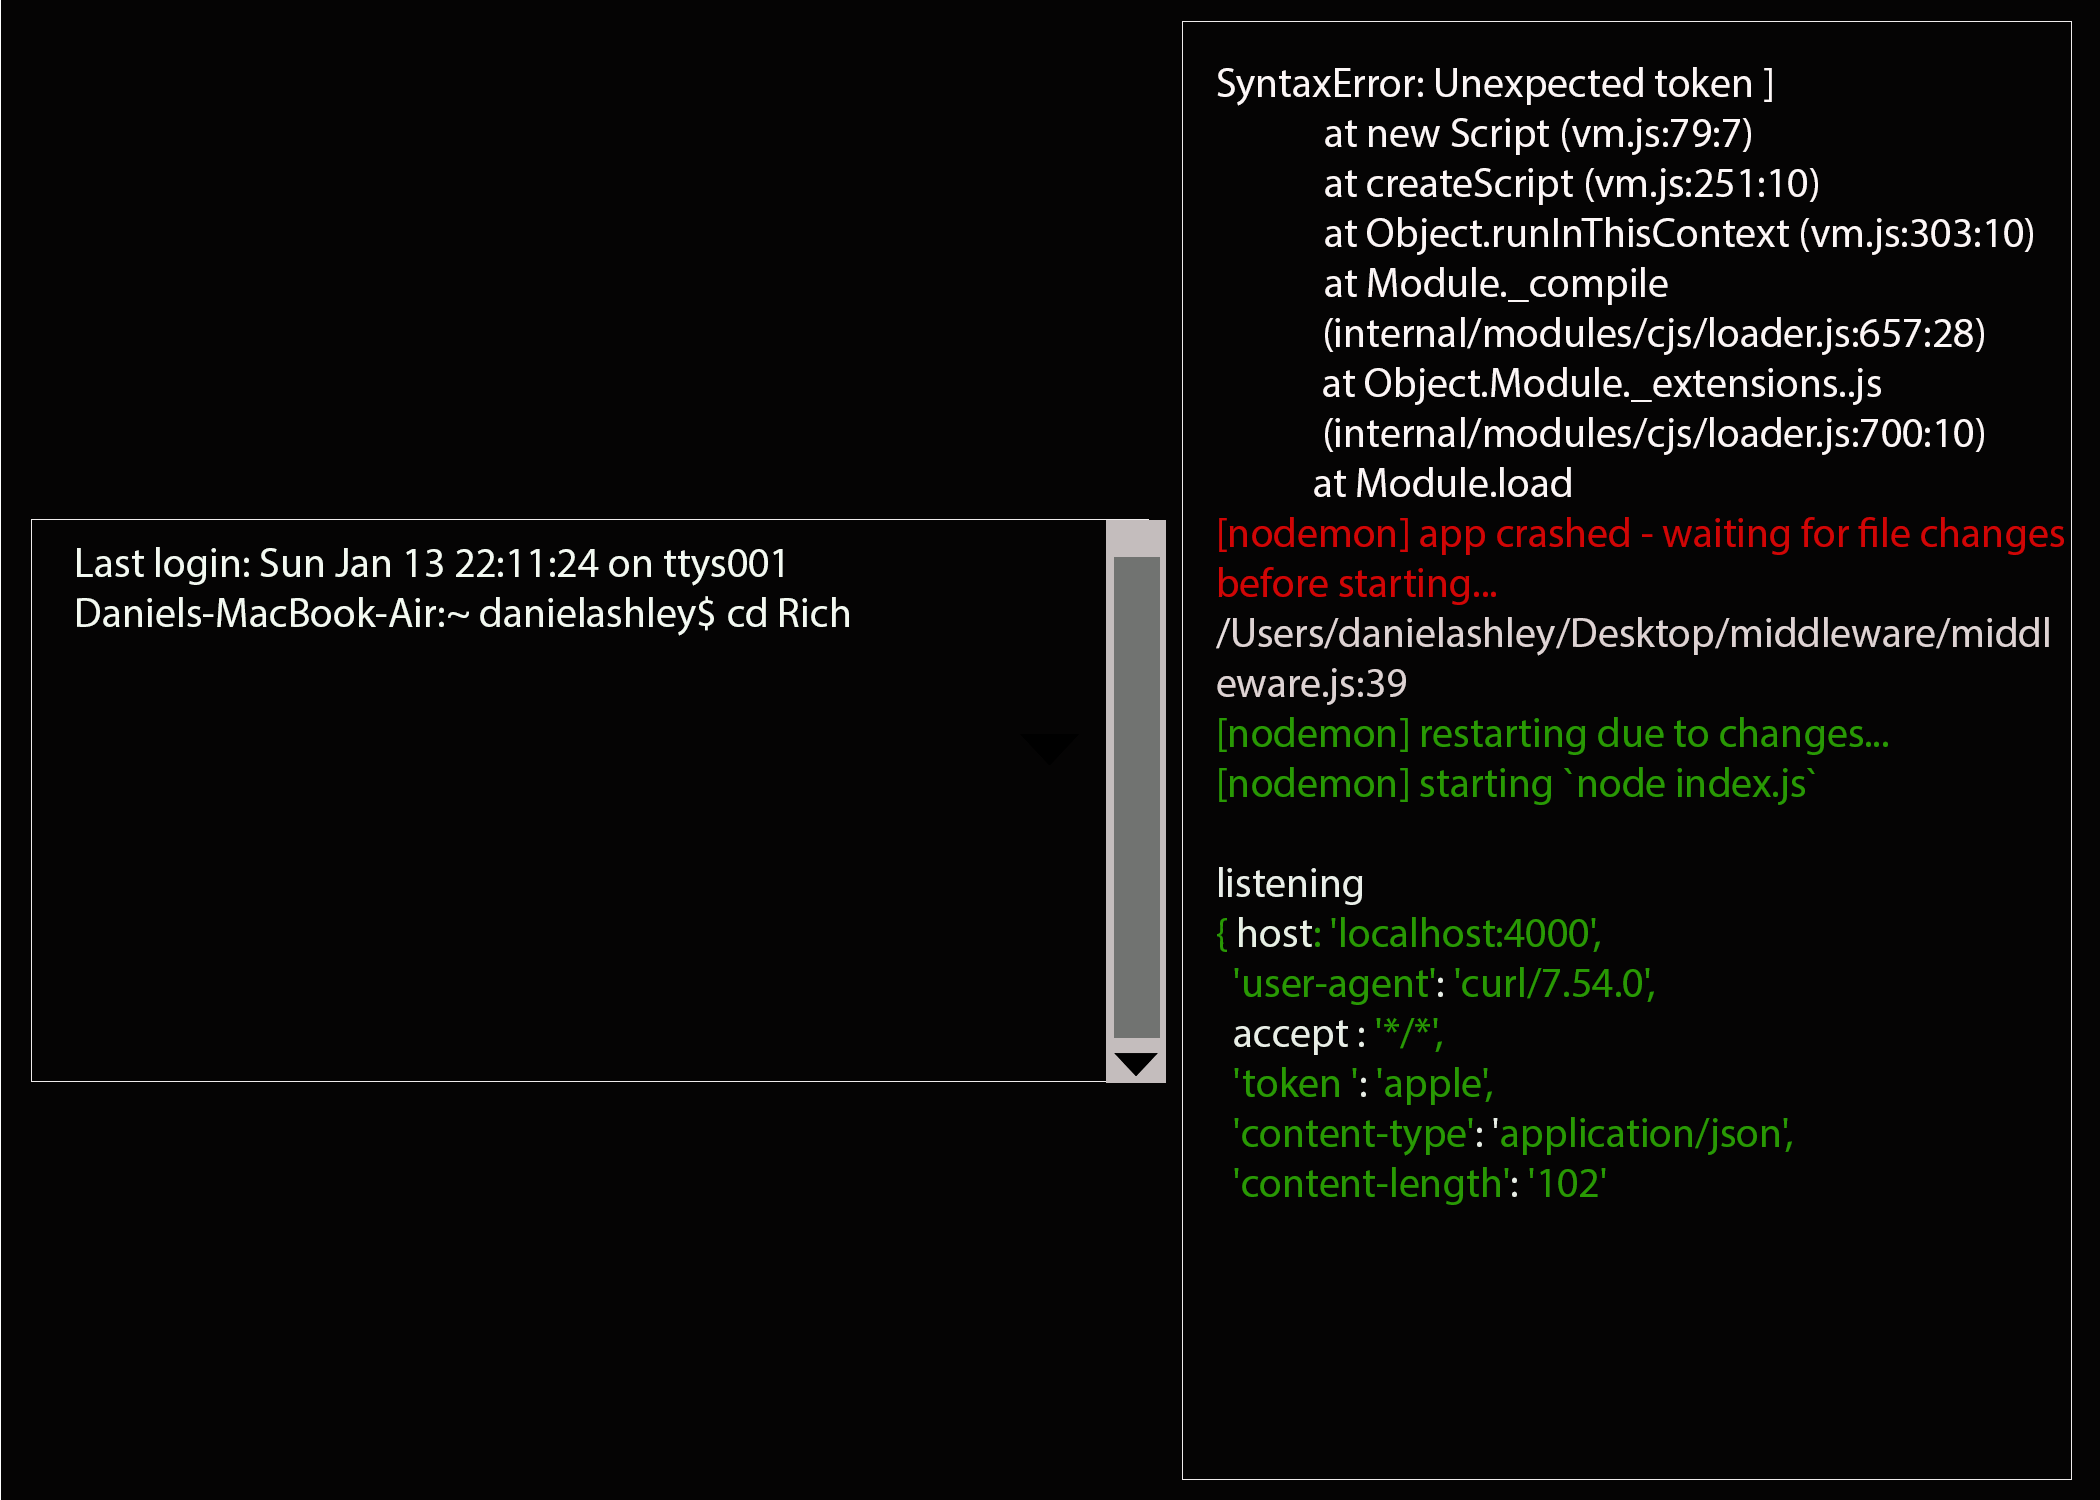 Last login: Sun Jan 13 22:11:24 on ttys001
Daniels-MacBook-Air:~ danielashley$ cd Rich
SyntaxError: Unexpected token ]
at new Script (vm.js:79:7)
at createScript (vm.js:251:10)
at Object.runInThisContext (vm.js:303:10)
at Module._compile
(internal/modules/cjs/loader.js:657:28)
at Object.Module._extensions..js
(internal/modules/cjs/loader.js:700:10)
at Module.load
[nodemon] app crashed - waiting for file changes
before starting...
/Users/danielashley/Desktop/middleware/middl
eware.js:39
[nodemon] restarting due to changes...
[nodemon] starting `node index.js`
listening
{ host: 'localhost:4000',
'user-agent': 'curl/7.54.0',
accept : '*/*',
'token ': 'apple',
'content-type': 'application/json',
'content-length': '102'